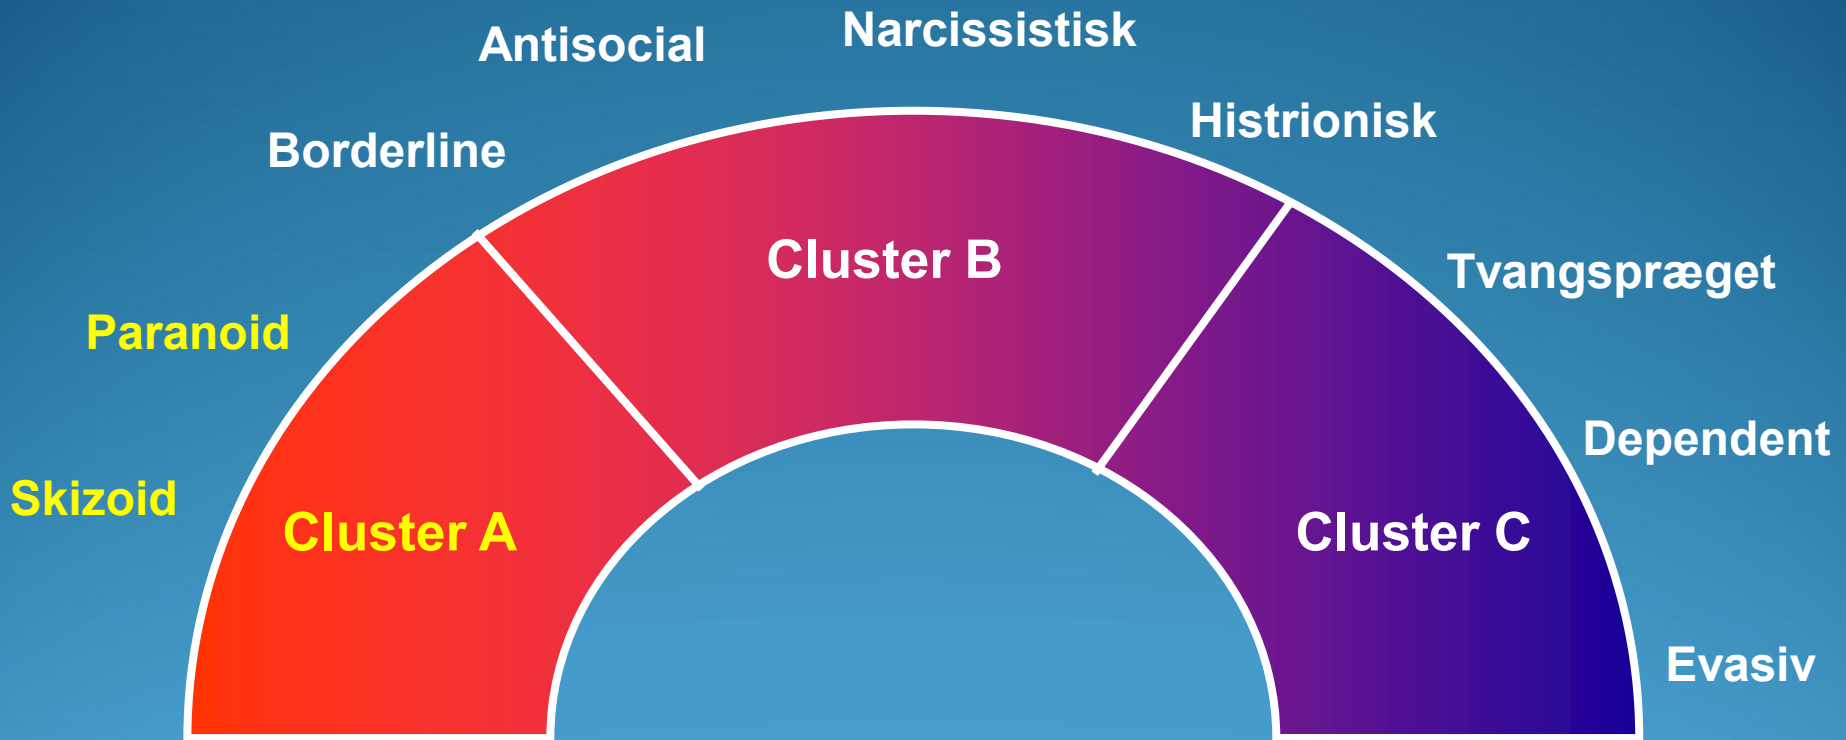 Narcissistisk
Antisocial
Histrionisk
Borderline
Cluster B
Tvangspræget
Paranoid
Dependent
Skizoid
Cluster A
Cluster C
Evasiv